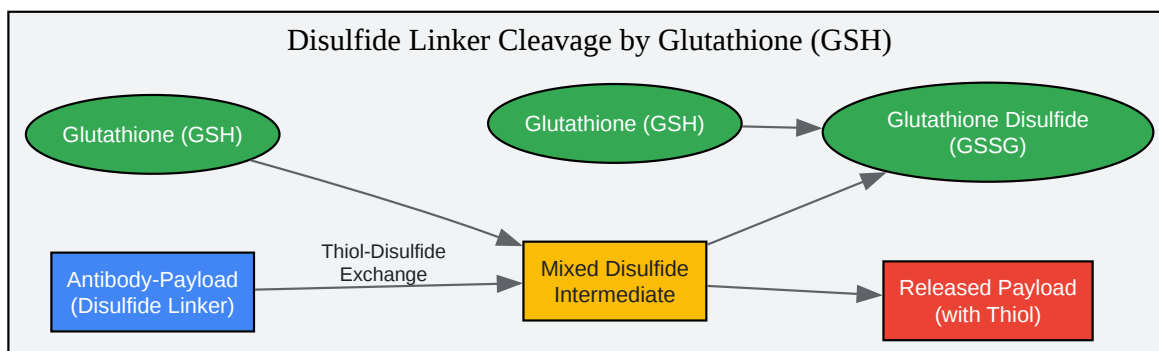 Disulfide Linker Cleavage by Glutathione (GSH)
Glutathione (GSH)
Glutathione (GSH)
Glutathione Disulfide
(GSSG)
Antibody-Payload
(Disulfide Linker)
Thiol-Disulfide
Exchange
Mixed Disulfide
Intermediate
Released Payload
(with Thiol)